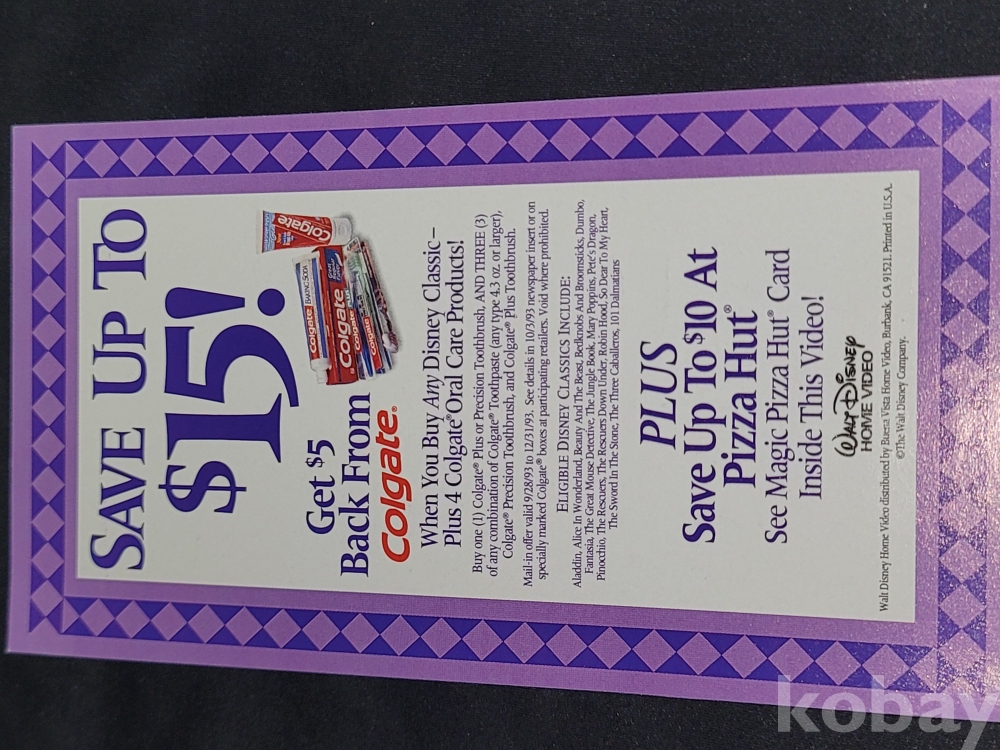 SAVE UP TO
$15!
Get $5
Back From
Colgate®
Colgate
Colgate BAKING SODA
Colgate
Colgate
Colgate
When You Buy Any Disney Classic–
Plus 4 Colgate® Oral Care Products!
Buy one (1) Colgate® Plus or Precision Toothbrush, AND THREE (3)
of any combination of Colgate® Toothpaste (any type 4.3 oz. or larger),
Colgate® Precision Toothbrush, and Colgate® Plus Toothbrush.
Mail-in offer valid 9/28/93 to 12/31/93. See details in 10/3/93 newspaper insert or on
specially marked Colgate® boxes at participating retailers. Void where prohibited.
ELIGIBLE DISNEY CLASSICS INCLUDE:
Aladdin, Alice In Wonderland, Beauty And The Beast, Bedknobs And Broomsticks, Dumbo,
Fantasia, The Great Mouse Detective, The Jungle Book, Mary Poppins, Pete's Dragon,
Pinocchio, The Rescuers, The Rescuers Down Under, Robin Hood, So Dear To My Heart,
The Sword In The Stone, The Three Caballeros, 101 Dalmatians
PLUS
Save Up To $10 At
Pizza Hut®
See Magic Pizza Hut® Card
Inside This Video!
WALT DISNEY
HOME VIDEO
Walt Disney Home Video distributed by Buena Vista Home Video, Burbank, CA 91521. Printed in U.S.A.
©The Walt Disney Company.
kobay